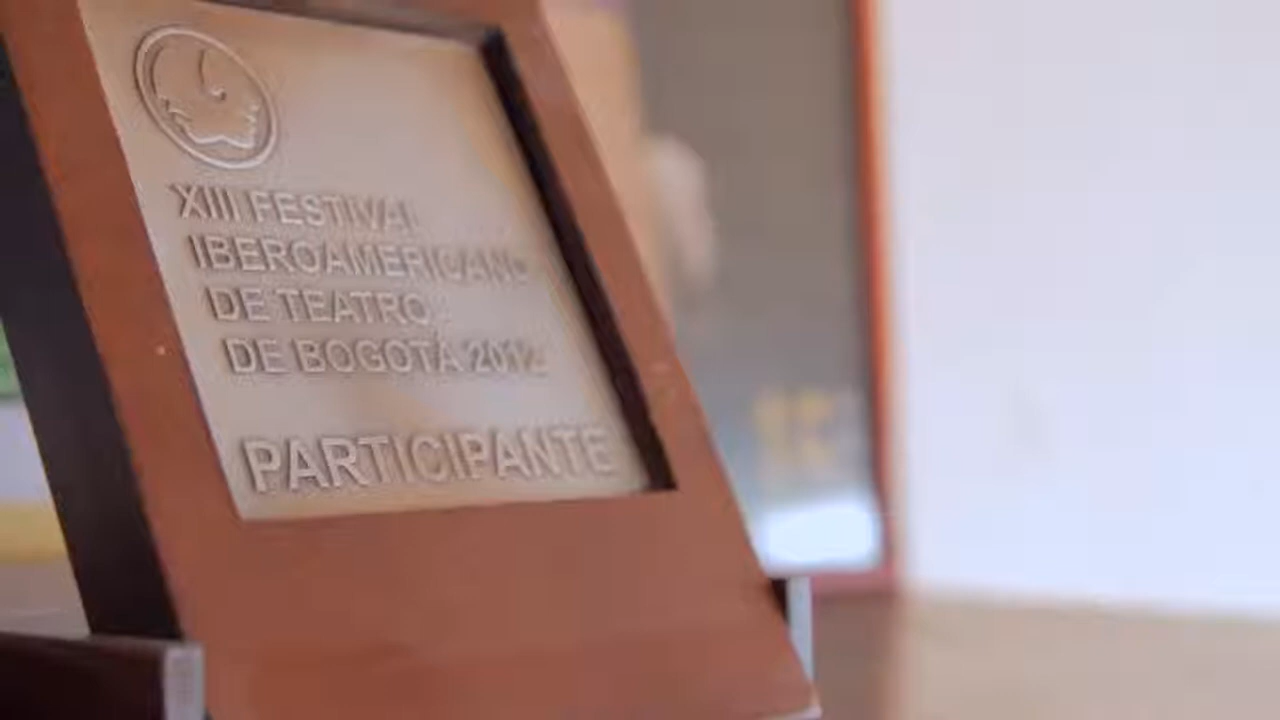 XIII FESTIVAL
IBEROAMERICANO
DE TEATRO
DE BOGOTÁ 2012
PARTICIPANTE